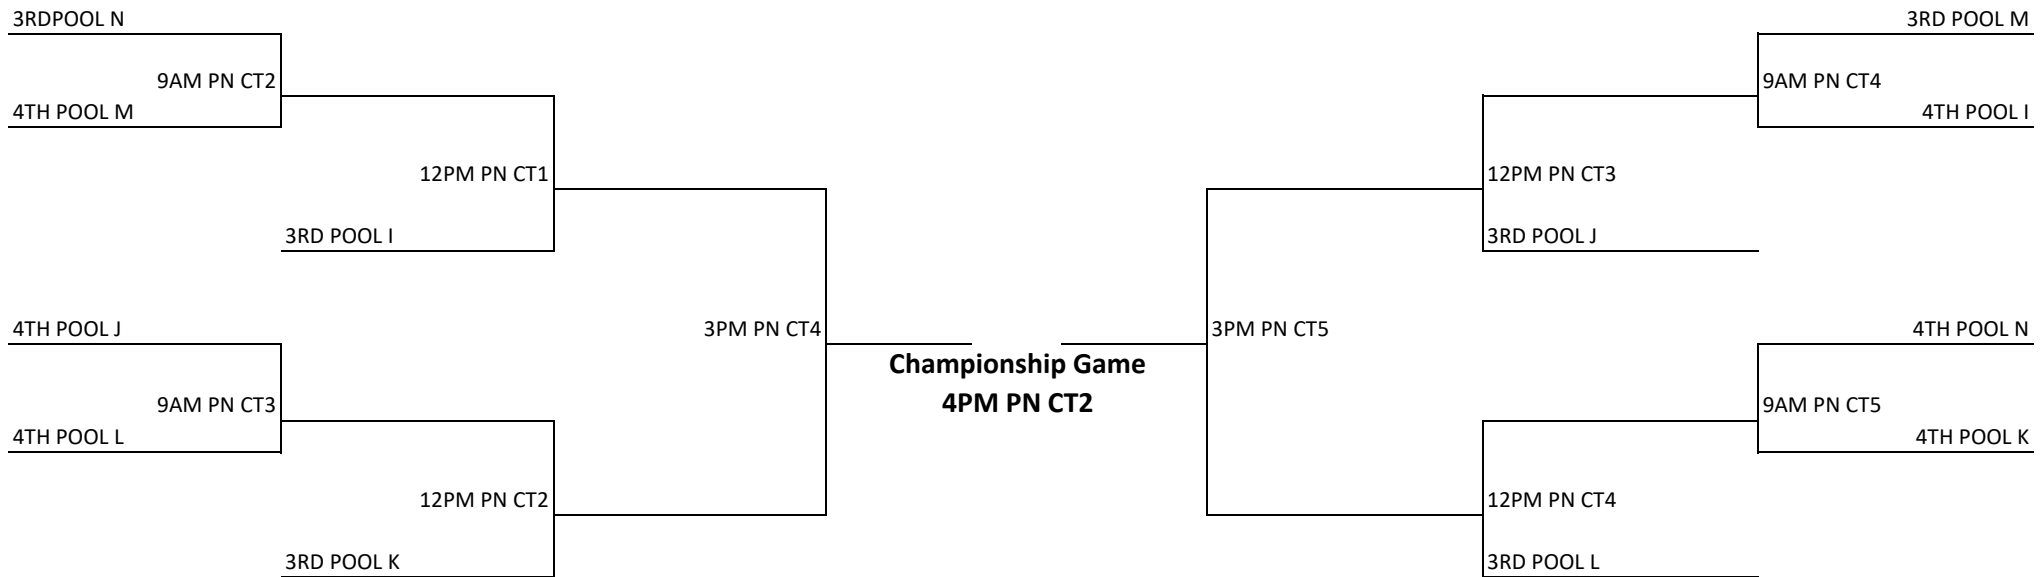 3RDPOOL N
3RD POOL M
9AM PN CT2
9AM PN CT4
4TH POOL M
4TH POOL I
12PM PN CT1
12PM PN CT3
3RD POOL I
3RD POOL J
4TH POOL J
3PM PN CT4
3PM PN CT5
4TH POOL N
Championship Game
4PM PN CT2
9AM PN CT3
9AM PN CT5
4TH POOL L
4TH POOL K
12PM PN CT2
12PM PN CT4
3RD POOL K
3RD POOL L